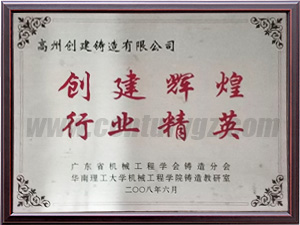 高州创建铸造有限公司
创建辉煌
行业精英
广东省机械工程学会铸造分会
华南理工大学机械工程学院铸造教研室
二〇〇八年六月